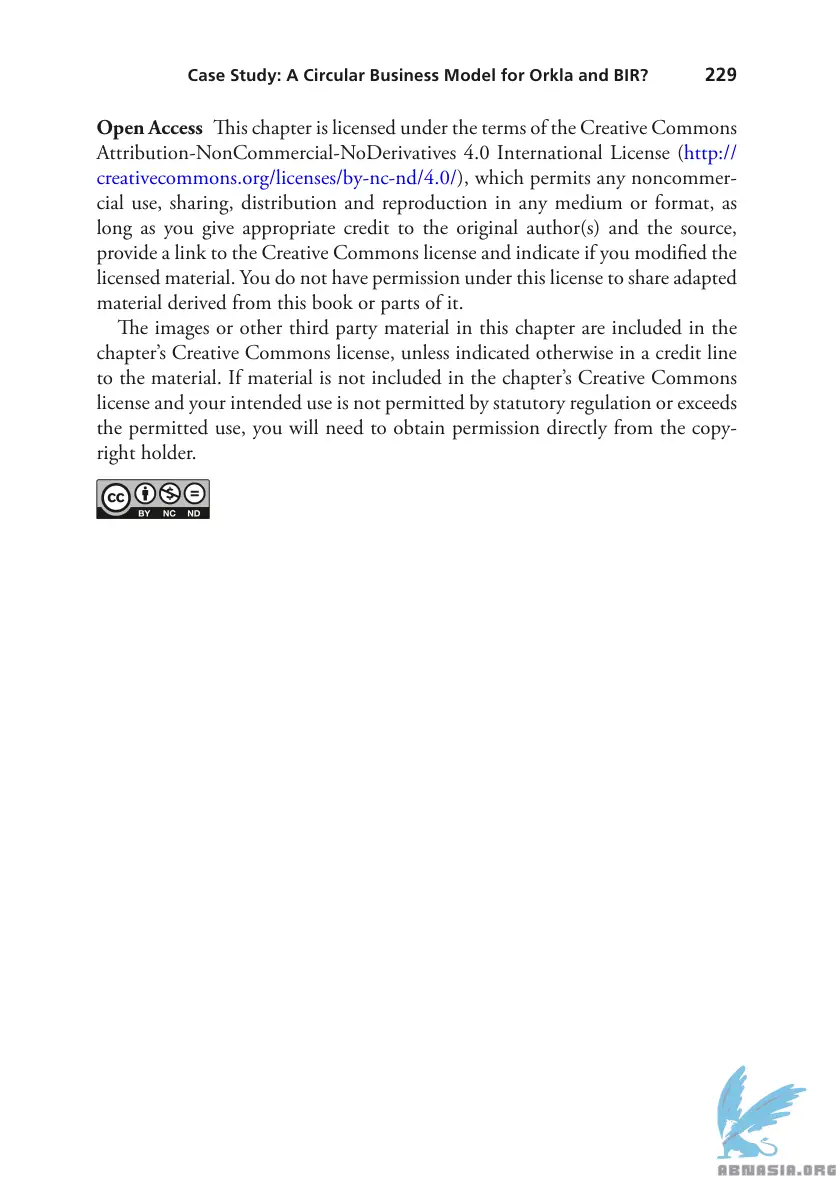 Case Study: A Circular Business Model for Orkla and BIR? 229
Open Access This chapter is licensed under the terms of the Creative Commons
Attribution-NonCommercial-NoDerivatives 4.0 International License (http://
creativecommons.org/licenses/by-nc-nd/4.0/), which permits any noncommer-
cial use, sharing, distribution and reproduction in any medium or format, as
long as you give appropriate credit to the original author(s) and the source,
provide a link to the Creative Commons license and indicate if you modified the
licensed material. You do not have permission under this license to share adapted
material derived from this book or parts of it.
The images or other third party material in this chapter are included in the
chapter’s Creative Commons license, unless indicated otherwise in a credit line
to the material. If material is not included in the chapter’s Creative Commons
license and your intended use is not permitted by statutory regulation or exceeds
the permitted use, you will need to obtain permission directly from the copy-
right holder.
cc
BY NC ND
ABNASIA.ORG